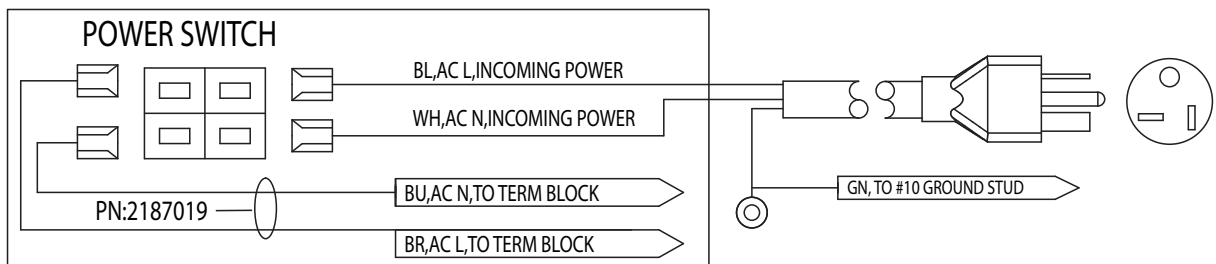 POWER SWITCH
BL,AC L,INCOMING POWER
WH,AC N,INCOMING POWER
GN, TO #10 GROUND STUD
BU,AC N,TO TERM BLOCK
PN:2187019
BR,AC L,TO TERM BLOCK